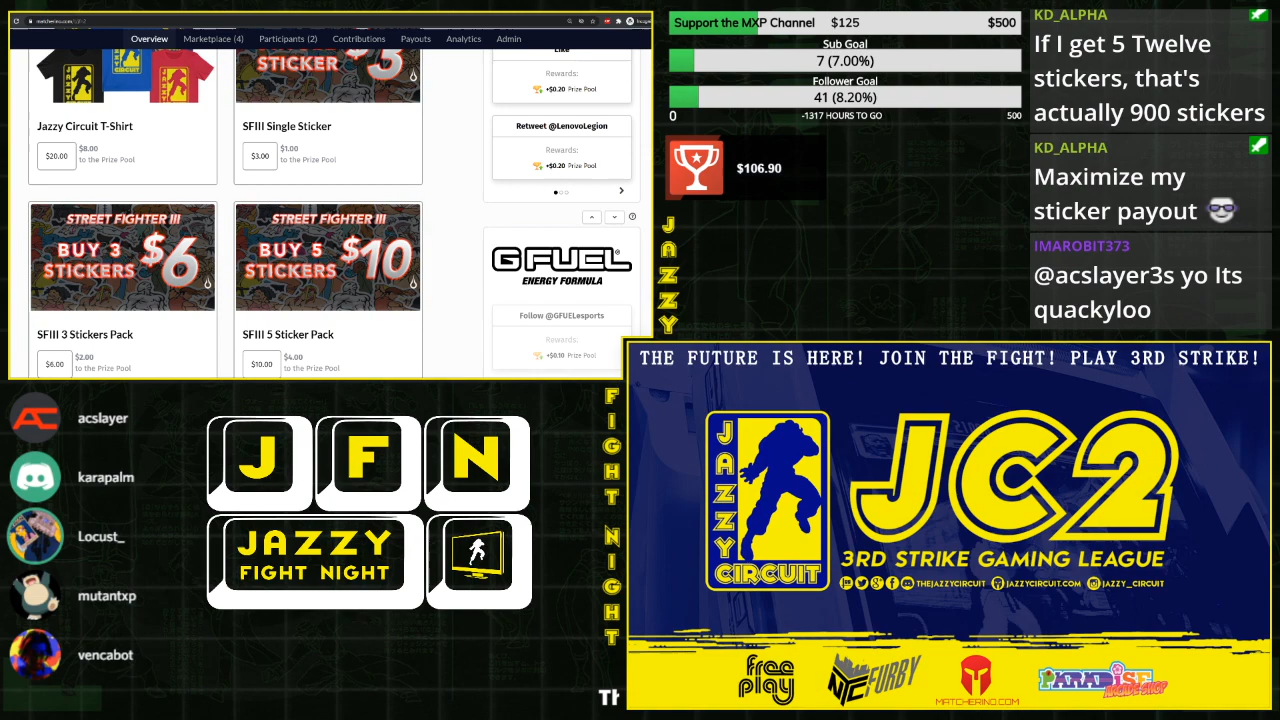 matcherino.com/
Incog
Overview
Marketplace (4)
Participants (2)
Contributions
Payouts
Analytics
Admin
JAZZY
CIRCUIT
STICKER $3
Jazzy Circuit T-Shirt
$20.00
$8.00
to the Prize Pool
SFIII Single Sticker
$3.00
$1.00
to the Prize Pool
STREET FIGHTER III
BUY 3
STICKERS
$6
SFIII 3 Stickers Pack
$6.00
$2.00
to the Prize Pool
STREET FIGHTER III
BUY 5
STICKERS
$10
SFIII 5 Sticker Pack
$10.00
$4.00
to the Prize Pool
Like
Rewards:
+$0.20 Prize Pool
Retweet @LenovoLegion
Rewards:
+$0.20 Prize Pool
G FUEL®
ENERGY FORMULA
Follow @GFUELesports
Rewards:
+$0.10 Prize Pool
Support the MXP Channel $125 $500
Sub Goal
7 (7.00%)
Follower Goal
41 (8.20%)
0 -1317 HOURS TO GO 500
$106.90
KD_ALPHA
If I get 5 Twelve
stickers, that's
actually 900 stickers
KD_ALPHA
Maximize my
sticker payout
IMAROBIT373
@acslayer3s yo Its
quackyloo
JAZZY
FIGHT
NIGHT
acslayer
karapalm
Locust_
mutantxp
vencabot
J F N
JAZZY
FIGHT NIGHT
Th
THE FUTURE IS HERE! JOIN THE FIGHT! PLAY 3RD STRIKE!
JAZZY
CIRCUIT
JC2
3RD STRIKE GAMING LEAGUE
THEJAZZYCIRCUIT JAZZYCIRCUIT.COM JAZZY_CIRCUIT
free
play
NYC FURBY
MATCHERINO.COM
PARADISE
ARCADE SHOP